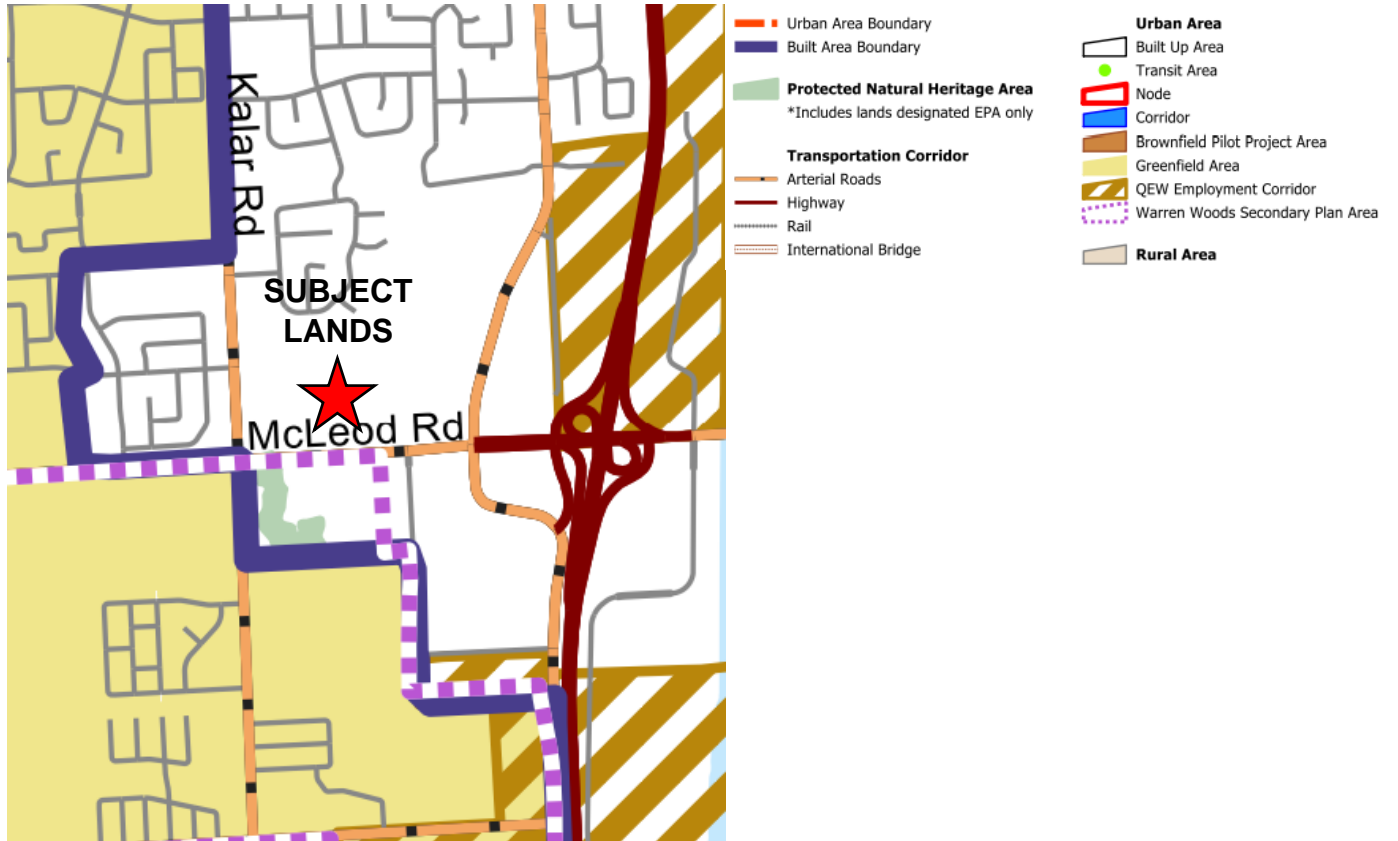 Kalar Rd
SUBJECT
LANDS
McLeod Rd
Urban Area Boundary
Built Area Boundary
Protected Natural Heritage Area
*Includes lands designated EPA only
Transportation Corridor
Arterial Roads
Highway
Rail
International Bridge
Urban Area
Built Up Area
Transit Area
Node
Corridor
Brownfield Pilot Project Area
Greenfield Area
QEW Employment Corridor
Warren Woods Secondary Plan Area
Rural Area